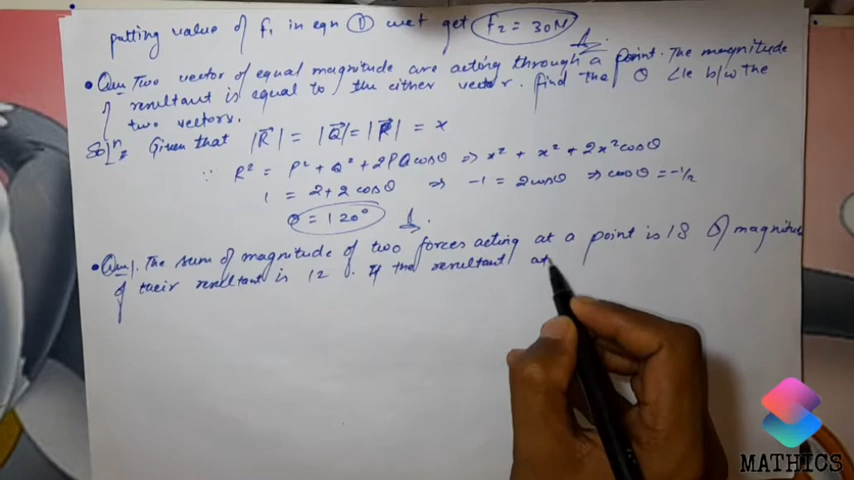 putting value of f₁ in eqn ① we get F₂ = 30N
• Qun Two vector of equal magnitude are acting through a point. The magnitude
of resultant is equal to the either vector. find the θ ∠le b/w the
two vectors.
Solⁿ: Given that |R⃗| = |Q⃗| = |P⃗| = x
∵ R² = P² + Q² + 2PQ cosθ ⇒ x² + x² + 2x² cosθ
1 = 2 + 2 cosθ ⇒ -1 = 2cosθ ⇒ cosθ = -1/2
θ = 120°
• Qun1. The sum of magnitude of two forces acting at a point is 18 & magnitude
of their resultant is 12. If the resultant at
MATHICS